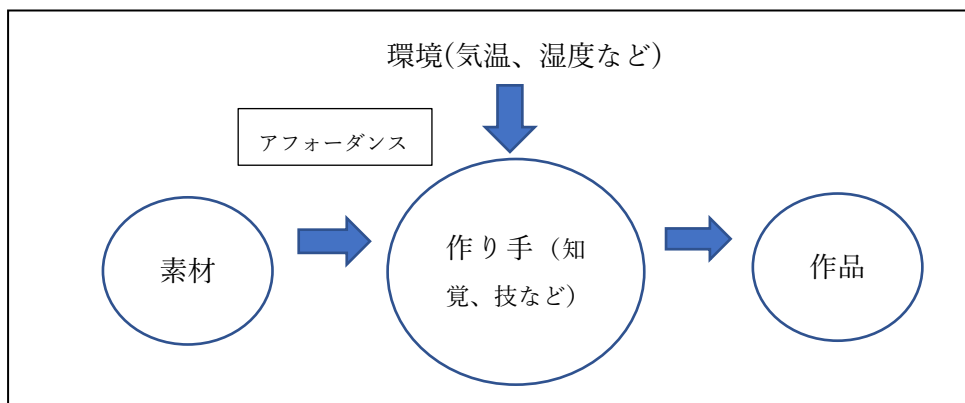 環境(気温、湿度など)
アフォーダンス
素材
作り手（知
覚、技など）
作品